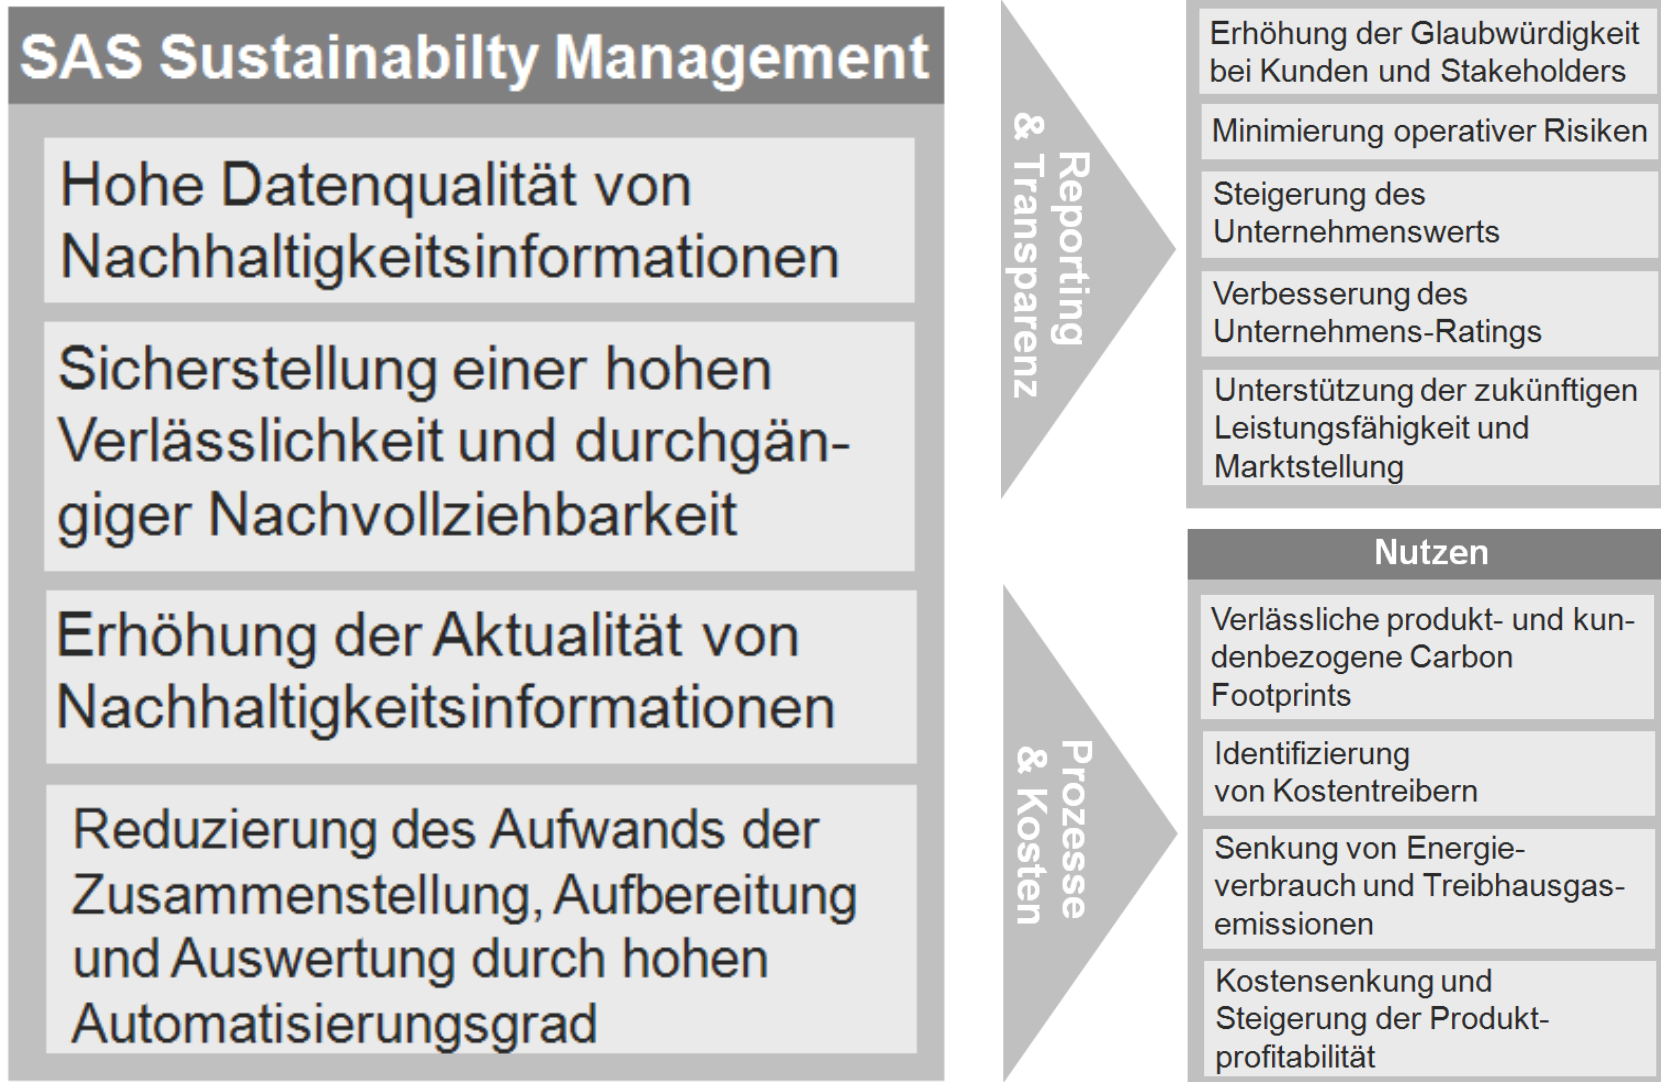 SAS Sustainabilty Management
Hohe Datenqualität von
Nachhaltigkeitsinformationen
Sicherstellung einer hohen
Verlässlichkeit und durchgän-
giger Nachvollziehbarkeit
Erhöhung der Aktualität von
Nachhaltigkeitsinformationen
Reduzierung des Aufwands der
Zusammenstellung, Aufbereitung
und Auswertung durch hohen
Automatisierungsgrad
Reporting
& Transparenz
Erhöhung der Glaubwürdigkeit
bei Kunden und Stakeholders
Minimierung operativer Risiken
Steigerung des
Unternehmenswerts
Verbesserung des
Unternehmens-Ratings
Unterstützung der zukünftigen
Leistungsfähigkeit und
Marktstellung
Prozesse
& Kosten
Nutzen
Verlässliche produkt- und kun-
denbezogene Carbon
Footprints
Identifizierung
von Kostentreibern
Senkung von Energie-
verbrauch und Treibhausgas-
emissionen
Kostensenkung und
Steigerung der Produkt-
profitabilität